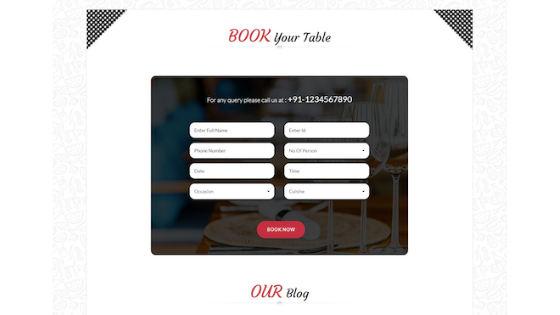 BOOK Your Table
For any query please call us at : +91-1234567890
Enter Full Name
Enter Id
Phone Number
No Of Person
Date
Time
Occasion
Cuisine
BOOK NOW
OUR Blog